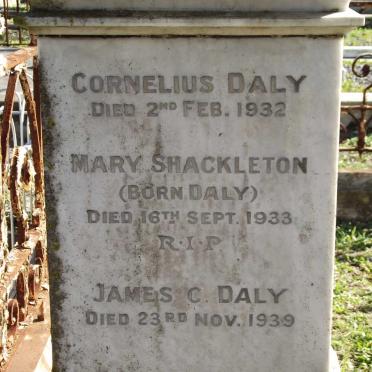 CORNELIUS DALY
DIED 2ND FEB. 1932
MARY SHACKLETON
(BORN DALY)
DIED 16TH SEPT. 1933
R·I·P
JAMES C. DALY
DIED 23RD NOV. 1939